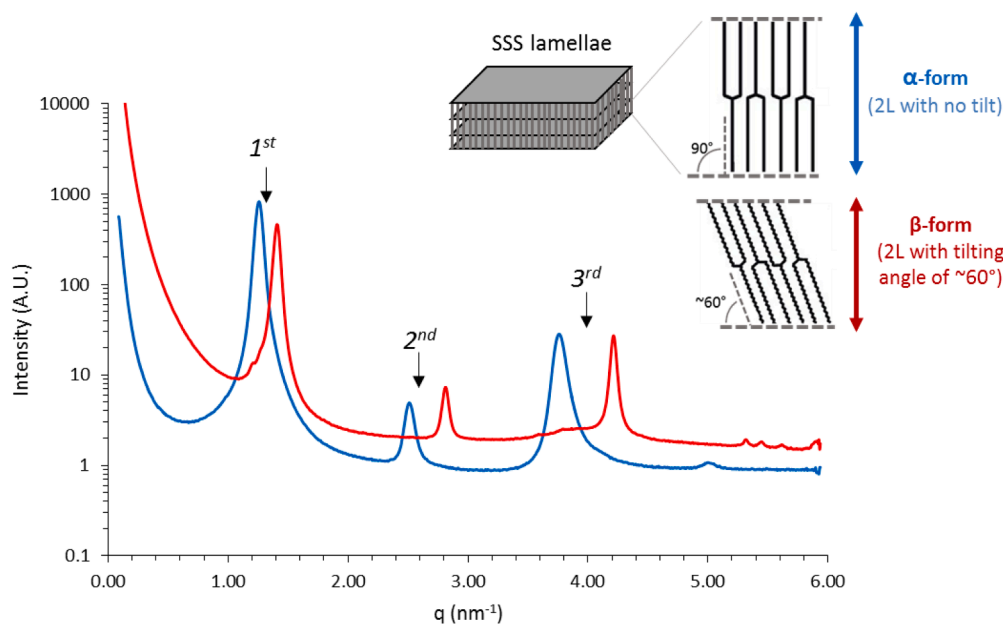 SSS lamellae
90°
α-form
(2L with no tilt)
~60°
β-form
(2L with tilting
angle of ~60°)
10000
1000
100
10
1
0.1
Intensity (A.U.)
1st
2nd
3rd
0.00
1.00
2.00
3.00
4.00
5.00
6.00
q (nm-1)